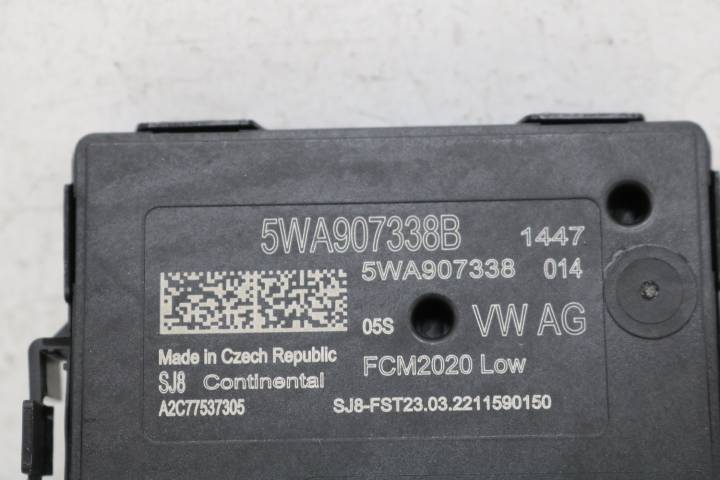 5WA907338B 1447
5WA907338 014
05S VW AG
Made in Czech Republic
FCM2020 Low
SJ8 Continental
A2C77537305 SJ8-FST23.03.2211590150